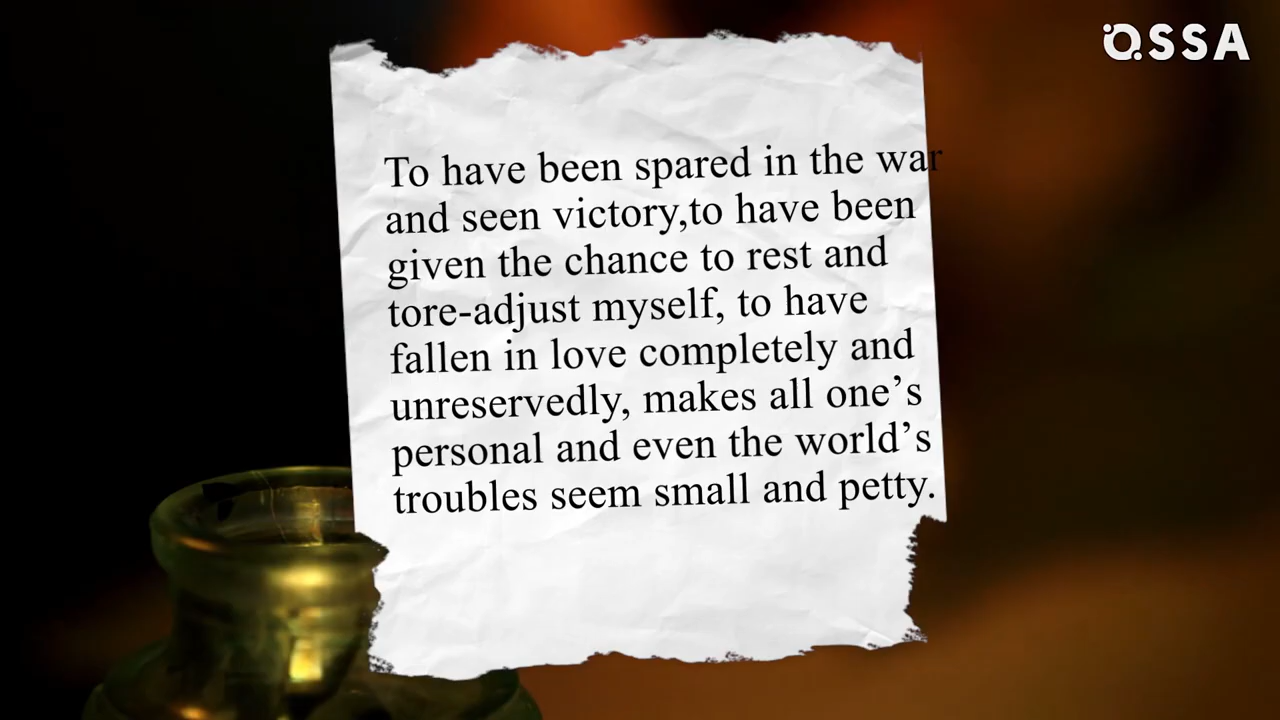 QSSA
To have been spared in the war
and seen victory,to have been
given the chance to rest and
tore-adjust myself, to have
fallen in love completely and
unreservedly, makes all one’s
personal and even the world’s
troubles seem small and petty.